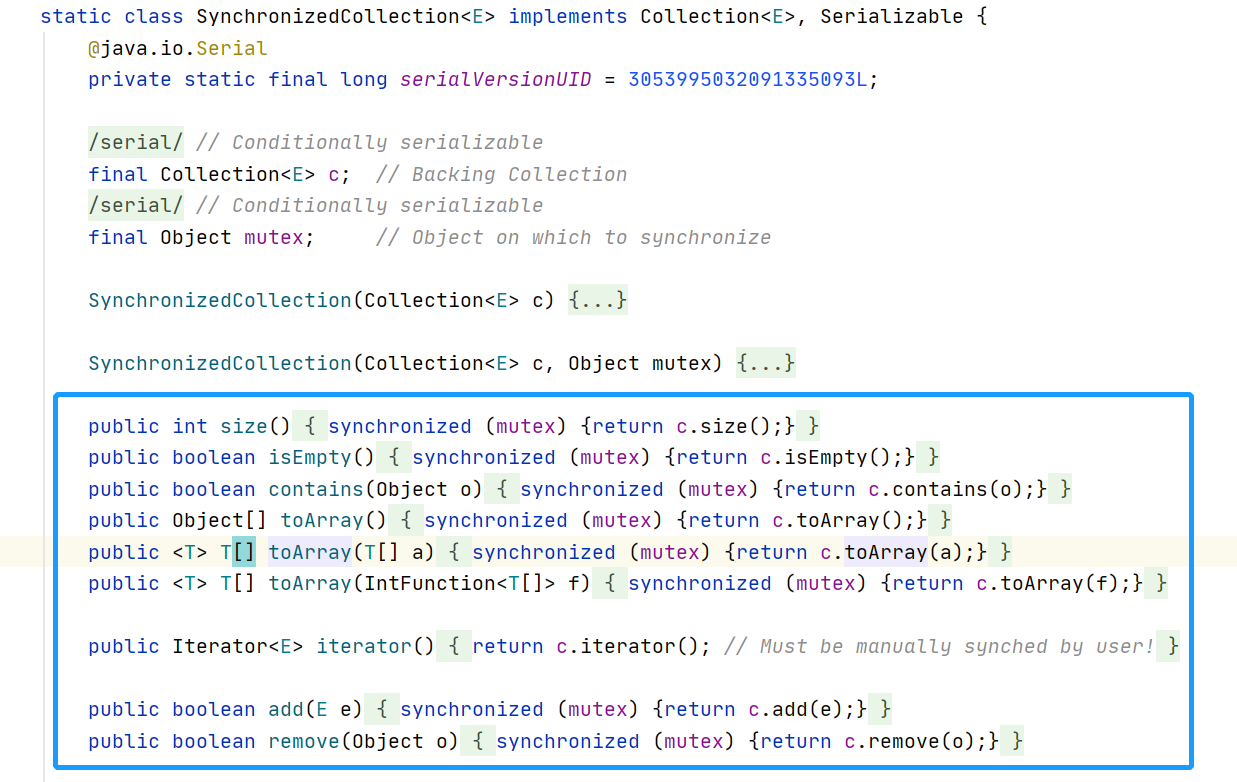 static class SynchronizedCollection<E> implements Collection<E>, Serializable {
@java.io.Serial
private static final long serialVersionUID = 3053995032091335093L;
/serial/ // Conditionally serializable
final Collection<E> c;  // Backing Collection
/serial/ // Conditionally serializable
final Object mutex;     // Object on which to synchronize
SynchronizedCollection(Collection<E> c) {...}
SynchronizedCollection(Collection<E> c, Object mutex) {...}
public int size() { synchronized (mutex) {return c.size();} }
public boolean isEmpty() { synchronized (mutex) {return c.isEmpty();} }
public boolean contains(Object o) { synchronized (mutex) {return c.contains(o);} }
public Object[] toArray() { synchronized (mutex) {return c.toArray();} }
public <T> T[] toArray(T[] a) { synchronized (mutex) {return c.toArray(a);} }
public <T> T[] toArray(IntFunction<T[]> f) { synchronized (mutex) {return c.toArray(f);} }
public Iterator<E> iterator() { return c.iterator(); // Must be manually synched by user! }
public boolean add(E e) { synchronized (mutex) {return c.add(e);} }
public boolean remove(Object o) { synchronized (mutex) {return c.remove(o);} }